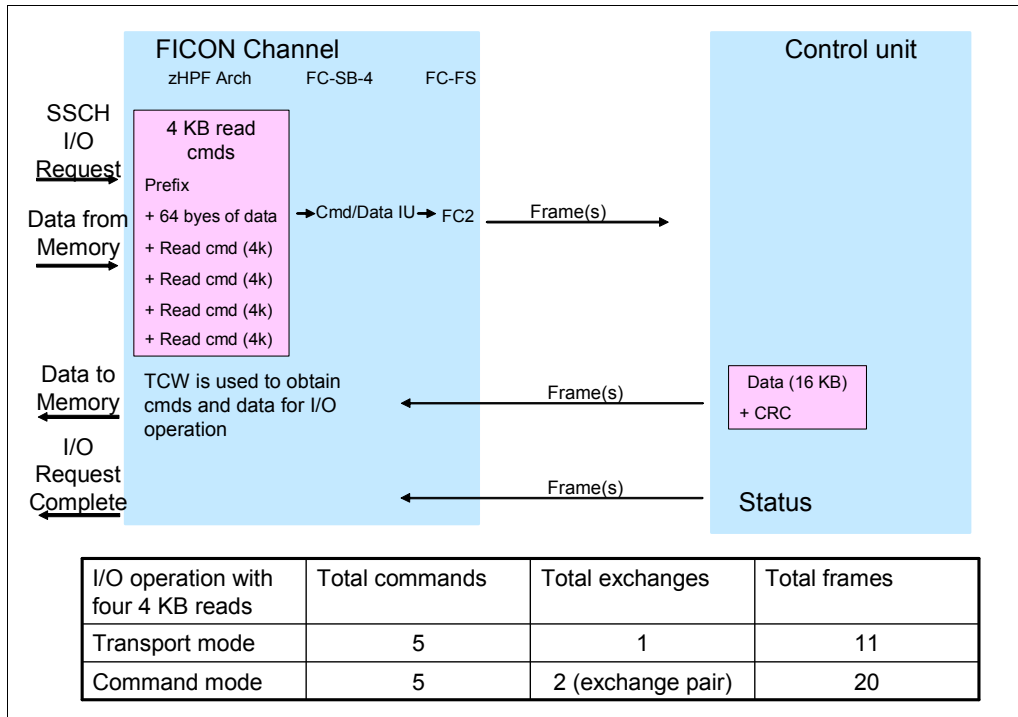 FICON Channel
Control unit
zHPF Arch
FC-SB-4
FC-FS
SSCH
I/O
Request
Data from
Memory
4 KB read
cmds
Prefix
+ 64 byes of data
+ Read cmd (4k)
+ Read cmd (4k)
+ Read cmd (4k)
+ Read cmd (4k)
Cmd/Data IU
FC2
Frame(s)
Data to
Memory
TCW is used to obtain
cmds and data for I/O
operation
Frame(s)
Data (16 KB)
+ CRC
I/O
Request
Complete
Frame(s)
Status
I/O operation with
four 4 KB reads
Total commands
Total exchanges
Total frames
Transport mode
5
1
11
Command mode
5
2 (exchange pair)
20